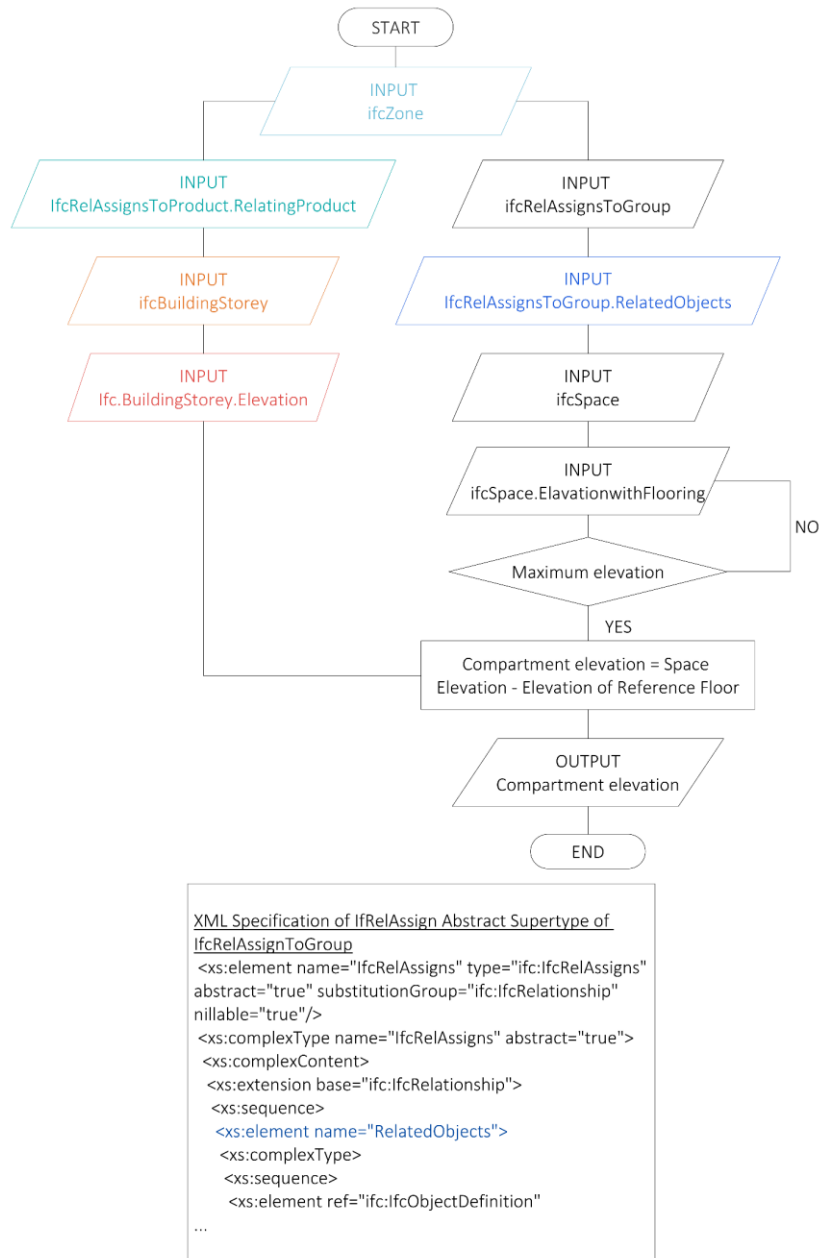 START
INPUT
ifcZone
INPUT
IfcRelAssignsToProduct.RelatingProduct
INPUT
ifcRelAssignsToGroup
INPUT
ifcBuildingStorey
INPUT
IfcRelAssignsToGroup.RelatedObjects
INPUT
Ifc.BuildingStorey.Elevation
INPUT
ifcSpace
INPUT
ifcSpace.ElavationwithFlooring
NO
Maximum elevation
YES
Compartment elevation = Space
Elevation - Elevation of Reference Floor
OUTPUT
Compartment elevation
END
XML Specification of IfRelAssign Abstract Supertype of
IfcRelAssignToGroup
<xs:element name="IfcRelAssigns" type="ifc:IfcRelAssigns"
abstract="true" substitutionGroup="ifc:IfcRelationship"
nillable="true"/>
<xs:complexType name="IfcRelAssigns" abstract="true">
<xs:complexContent>
<xs:extension base="ifc:IfcRelationship">
<xs:sequence>
<xs:element name="RelatedObjects">
<xs:complexType>
<xs:sequence>
<xs:element ref="ifc:IfcObjectDefinition"
...